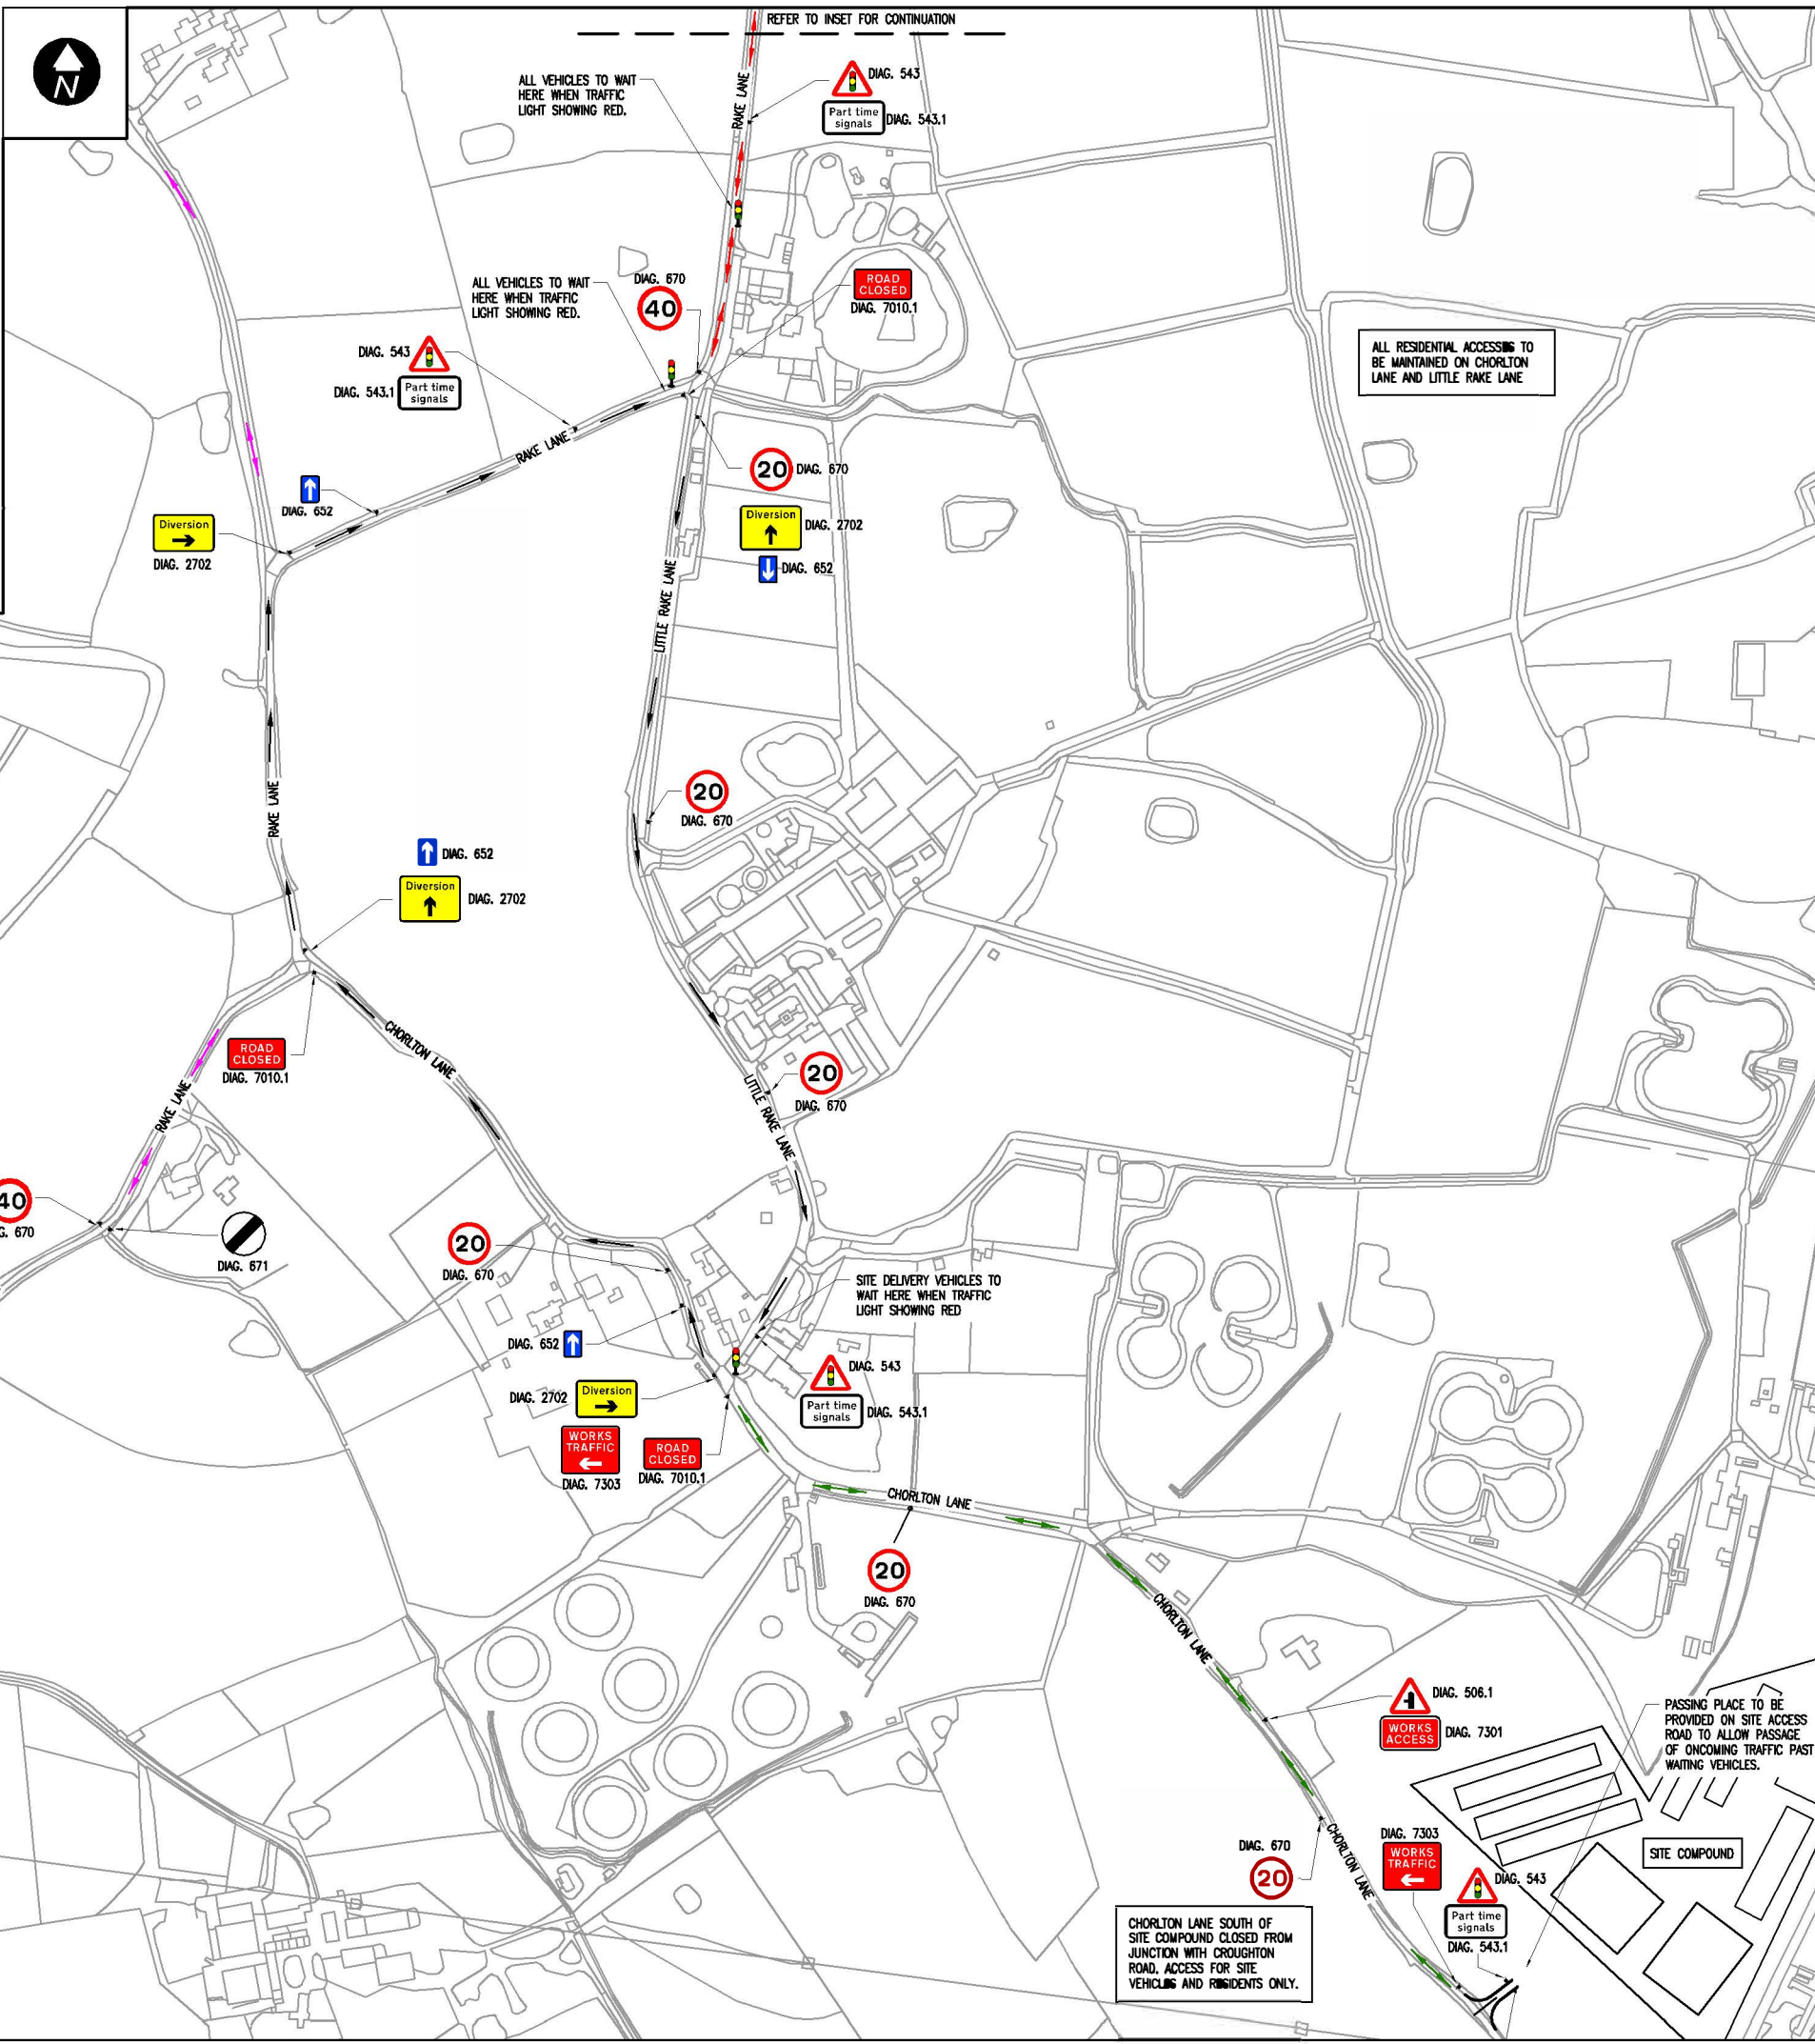 N
REFER TO INSET FOR CONTINUATION
ALL VEHICLES TO WAIT
HERE WHEN TRAFFIC
LIGHT SHOWING RED.
RAKE LANE
DIAG. 543
Part time
signals
DIAG. 543.1
ALL VEHICLES TO WAIT
HERE WHEN TRAFFIC
LIGHT SHOWING RED.
DIAG. 670
40
ROAD
CLOSED
DIAG. 7010.1
ALL RESIDENTIAL ACCESSES TO
BE MAINTAINED ON CHORLTON
LANE AND LITTLE RAKE LANE
DIAG. 543
DIAG. 543.1
Part time
signals
RAKE LANE
20
DIAG. 670
DIAG. 652
Diversion
DIAG. 2702
Diversion
DIAG. 2702
DIAG. 652
LITTLE RAKE LANE
RAKE LANE
20
DIAG. 670
DIAG. 652
Diversion
DIAG. 2702
CHORLTON LANE
ROAD
CLOSED
DIAG. 7010.1
RAKE LANE
20
DIAG. 670
LITTLE RAKE LANE
40
G. 670
DIAG. 671
20
DIAG. 670
SITE DELIVERY VEHICLES TO
WAIT HERE WHEN TRAFFIC
LIGHT SHOWING RED
DIAG. 652
DIAG. 543
Part time
signals
DIAG. 543.1
DIAG. 2702
Diversion
WORKS
TRAFFIC
DIAG. 7303
ROAD
CLOSED
DIAG. 7010.1
CHORLTON LANE
20
DIAG. 670
CHORLTON LANE
DIAG. 506.1
WORKS
ACCESS
DIAG. 7301
PASSING PLACE TO BE
PROVIDED ON SITE ACCESS
ROAD TO ALLOW PASSAGE
OF ONCOMING TRAFFIC PAST
WAITING VEHICLES.
DIAG. 670
20
CHORLTON LANE
DIAG. 7303
WORKS
TRAFFIC
SITE COMPOUND
DIAG. 543
Part time
signals
DIAG. 543.1
CHORLTON LANE SOUTH OF
SITE COMPOUND CLOSED FROM
JUNCTION WITH CROUGHTON
ROAD. ACCESS FOR SITE
VEHICLES AND RESIDENTS ONLY.